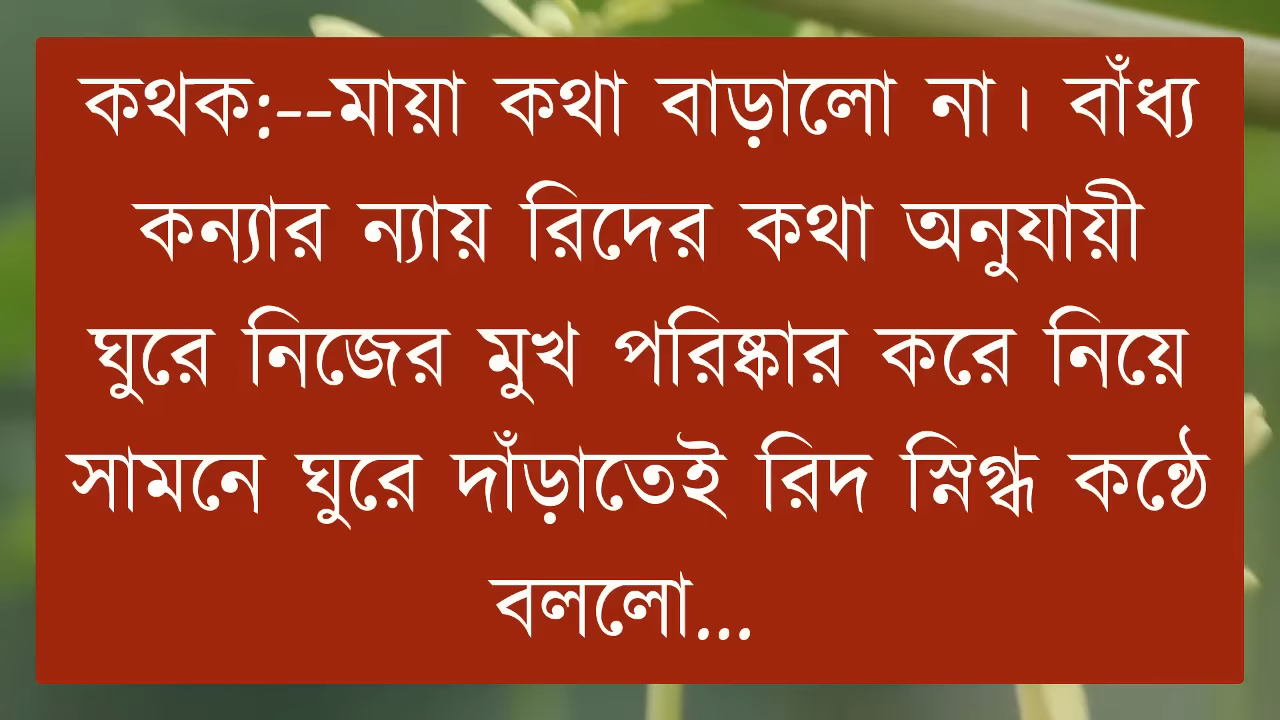 কথক:--মায়া কথা বাড়ালো না। বাঁধ্য
কন্যার ন্যায় রিদের কথা অনুযায়ী
ঘুরে নিজের মুখ পরিষ্কার করে নিয়ে
সামনে ঘুরে দাঁড়াতেই রিদ স্নিগ্ধ কন্ঠে
বললো...